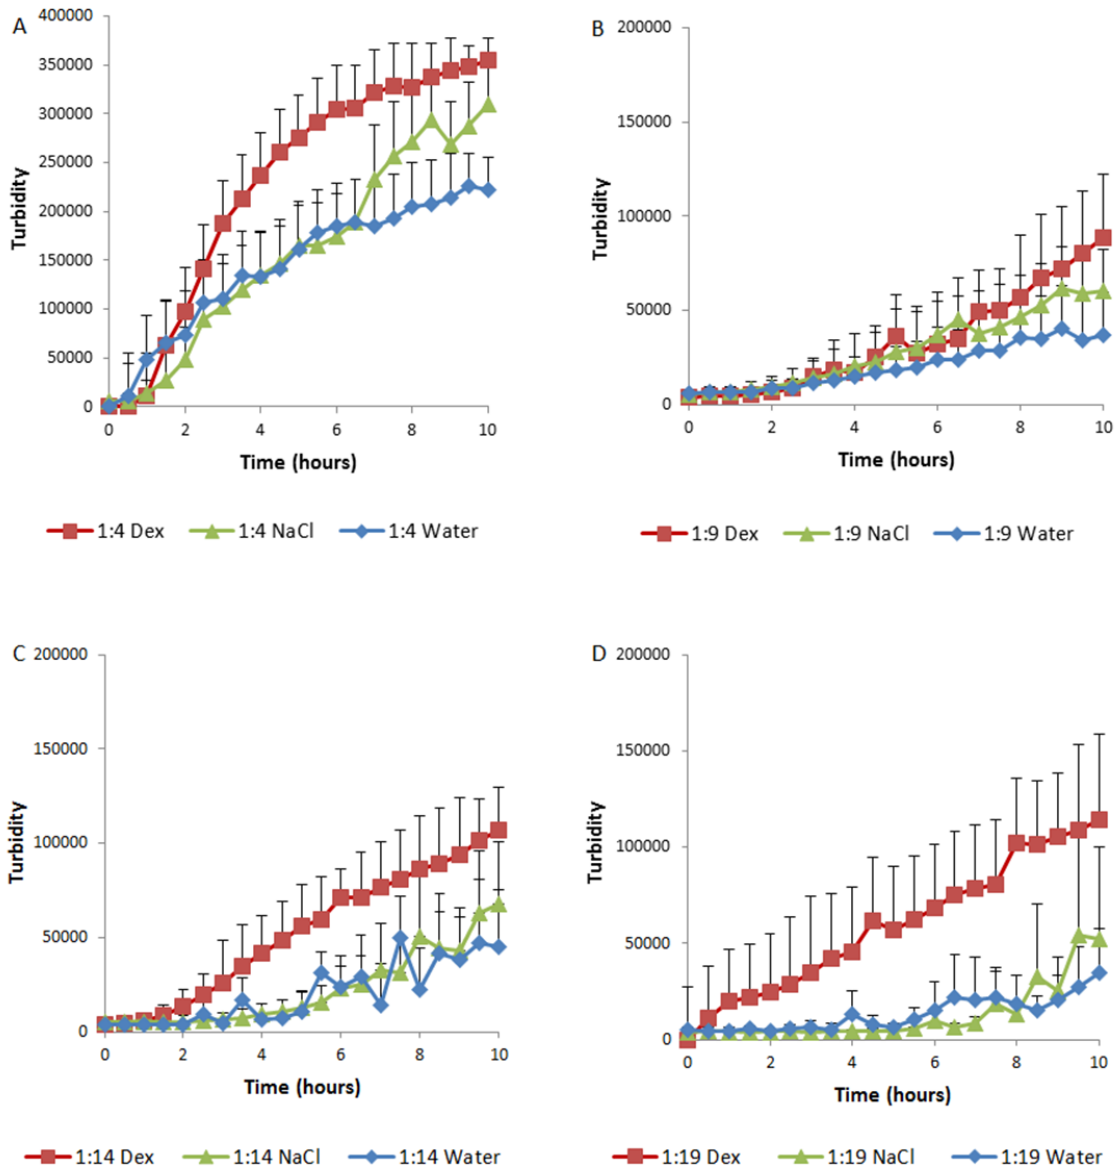 A
400000
350000
300000
250000
200000
150000
100000
50000
0
Turbidity
0 2 4 6 8 10
Time (hours)
1:4 Dex 1:4 NaCl 1:4 Water
B
200000
150000
100000
50000
0
Turbidity
0 2 4 6 8 10
Time (hours)
1:9 Dex 1:9 NaCl 1:9 Water
C
200000
150000
100000
50000
0
Turbidity
0 2 4 6 8 10
Time (hours)
1:14 Dex 1:14 NaCl 1:14 Water
D
200000
150000
100000
50000
0
Turbidity
0 2 4 6 8 10
Time (hours)
1:19 Dex 1:19 NaCl 1:19 Water